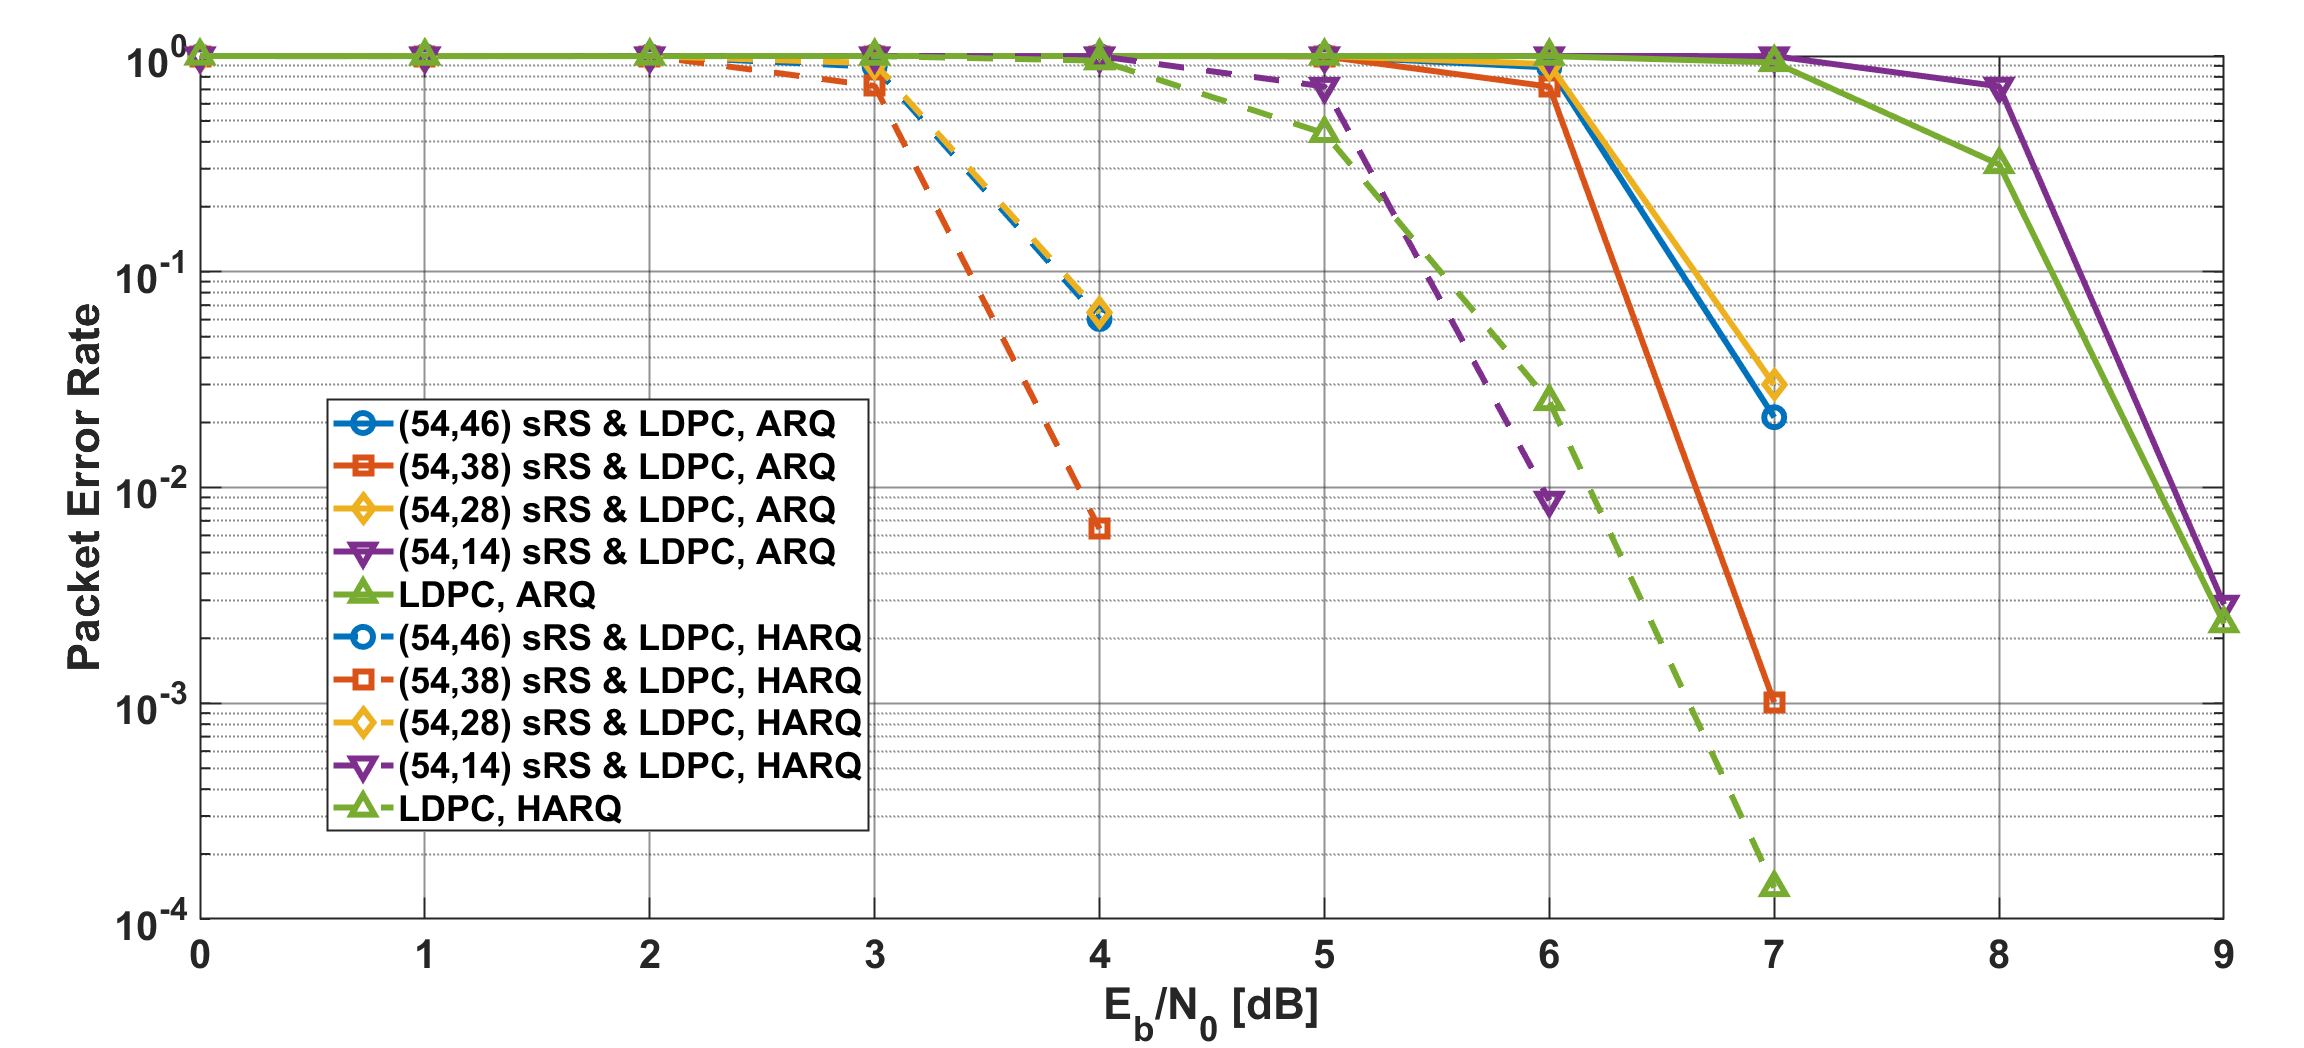 10^0
10^-1
10^-2
10^-3
10^-4
Packet Error Rate
(54,46) sRS & LDPC, ARQ
(54,38) sRS & LDPC, ARQ
(54,28) sRS & LDPC, ARQ
(54,14) sRS & LDPC, ARQ
LDPC, ARQ
(54,46) sRS & LDPC, HARQ
(54,38) sRS & LDPC, HARQ
(54,28) sRS & LDPC, HARQ
(54,14) sRS & LDPC, HARQ
LDPC, HARQ
0 1 2 3 4 5 6 7 8 9
E_b/N_0 [dB]